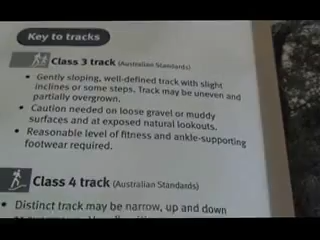 Key to tracks
Class 3 track (Australian Standards)
• Gently sloping, well-defined track with slight
inclines or some steps. Track may be uneven and
partially overgrown.
• Caution needed on loose gravel or muddy
surfaces and at exposed natural lookouts.
• Reasonable level of fitness and ankle-supporting
footwear required.
Class 4 track (Australian Standards)
• Distinct track may be narrow, up and down